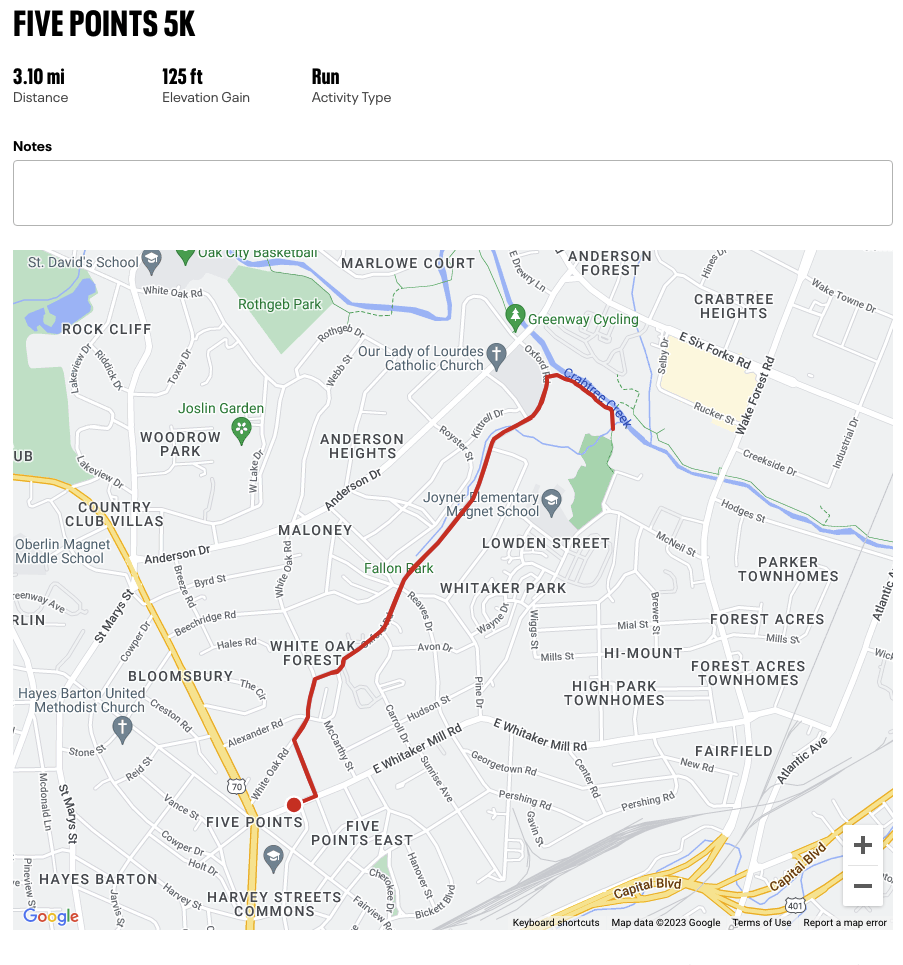 FIVE POINTS 5K
3.10 mi
125 ft
Run
Distance
Elevation Gain
Activity Type
Notes
St. David's School
Oak City Basketball
MARLOWE COURT
E Drewry Ln
ANDERSON
FOREST
Hines Dr
Wake Towne Dr
White Oak Rd
Rothgeb Park
CRABTREE
HEIGHTS
Greenway Cycling
ROCK CLIFF
Rothgeb Dr
E Six Forks Rd
Selby Dr
Our Lady of Lourdes
Catholic Church
Oxford Rd
Lakeview Dr
Riddick Dr
Toxey Dr
Webb St
Crabtree Creek
Wake Forest Rd
Rucker St
Joslin Garden
Kittrell Dr
Royster St
WOODROW
PARK
ANDERSON
HEIGHTS
Industrial Dr
UB
Lakeview Dr
W Lake Dr
Creekside Dr
Anderson Dr
Joyner Elementary
Magnet School
Hodges St
COUNTRY
CLUB VILLAS
MALONEY
Oberlin Magnet
Middle School
Anderson Dr
LOWDEN STREET
McNeil St
PARKER
TOWNHOMES
White Oak Rd
Fallon Park
Breeze Rd
Byrd St
WHITAKER PARK
Atlantic A
eenway Ave
St Marys St
Beechridge Rd
Reaves Dr
Wayne Dr
Wiggs St
Brewer St
RLIN
Cowper Dr
Oxford Rd
Mial St
FOREST ACRES
Mills St
Hales Rd
WHITE OAK
FOREST
Avon Dr
Mills St
HI-MOUNT
Wick
BLOOMSBURY
FOREST ACRES
TOWNHOMES
The Cir
Pine Dr
HIGH PARK
TOWNHOMES
Hayes Barton United
Methodist Church
Creston Rd
Carroll Dr
Hudson St
Alexander Rd
McCarthy St
E Whitaker Mill Rd
E Whitaker Mill Rd
Stone St
FAIRFIELD
Atlantic Ave
Reid St
White Oak Rd
Georgetown Rd
Center Rd
New Rd
Sunrise Ave
Mcdonald Ln
St Marys St
70
Vance St
Pershing Rd
Pershing Rd
FIVE POINTS
Gavin St
FIVE
POINTS EAST
Cowper Dr
Holt Dr
Capital Blvd
Capital Blvd
HAYES BARTON
Pineview St
Jarvis St
Harvey St
HARVEY STREETS
COMMONS
Cherokee Dr
Hanover St
Bickett Blvd
Fairview Rd
401
Google
Keyboard shortcuts
Map data ©2023 Google
Terms of Use
Report a map error